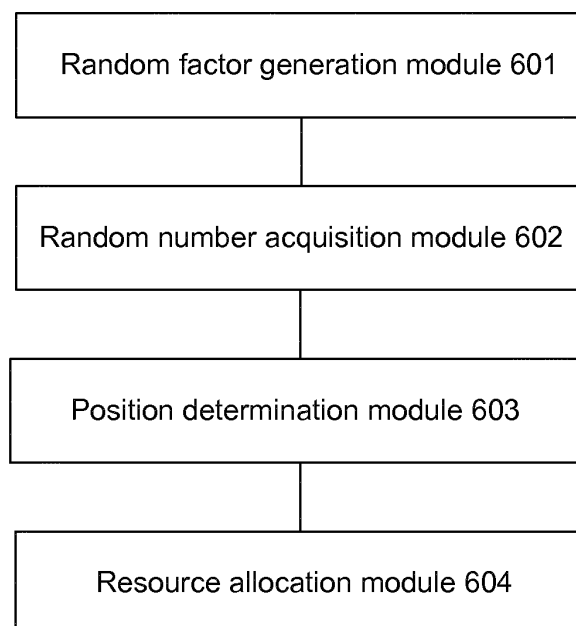 Random factor generation module 601
Random number acquisition module 602
Position determination module 603
Resource allocation module 604